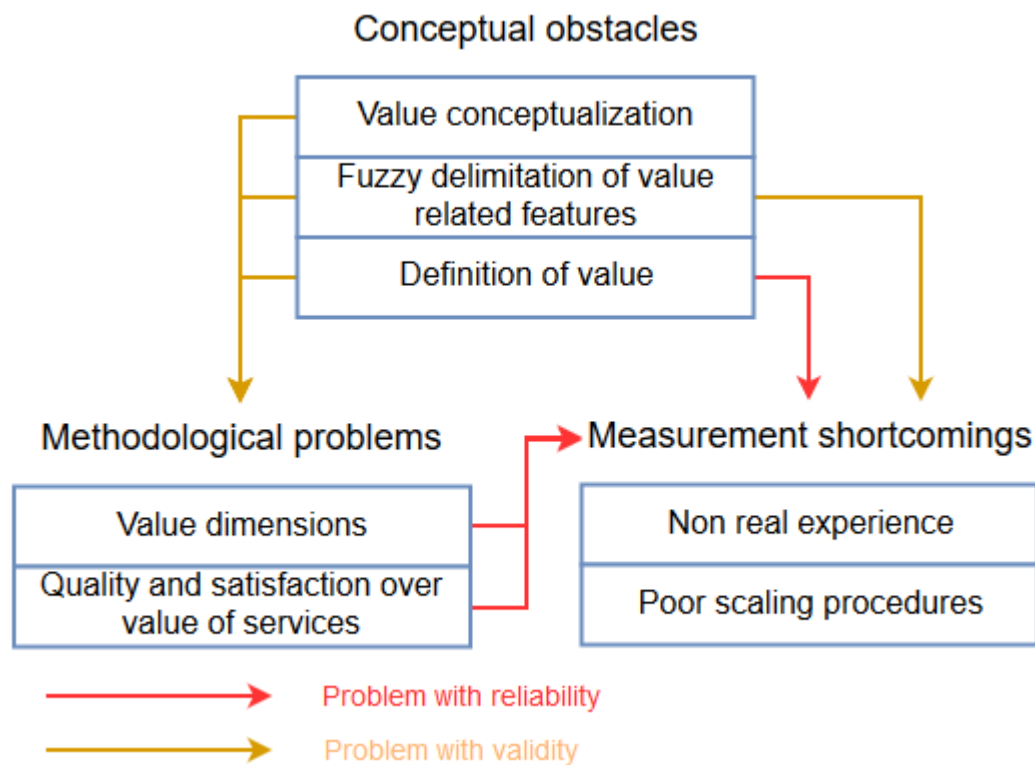 Conceptual obstacles
Value conceptualization
Fuzzy delimitation of value
related features
Definition of value
Methodological problems
Value dimensions
Quality and satisfaction over
value of services
Measurement shortcomings
Non real experience
Poor scaling procedures
Problem with reliability
Problem with validity